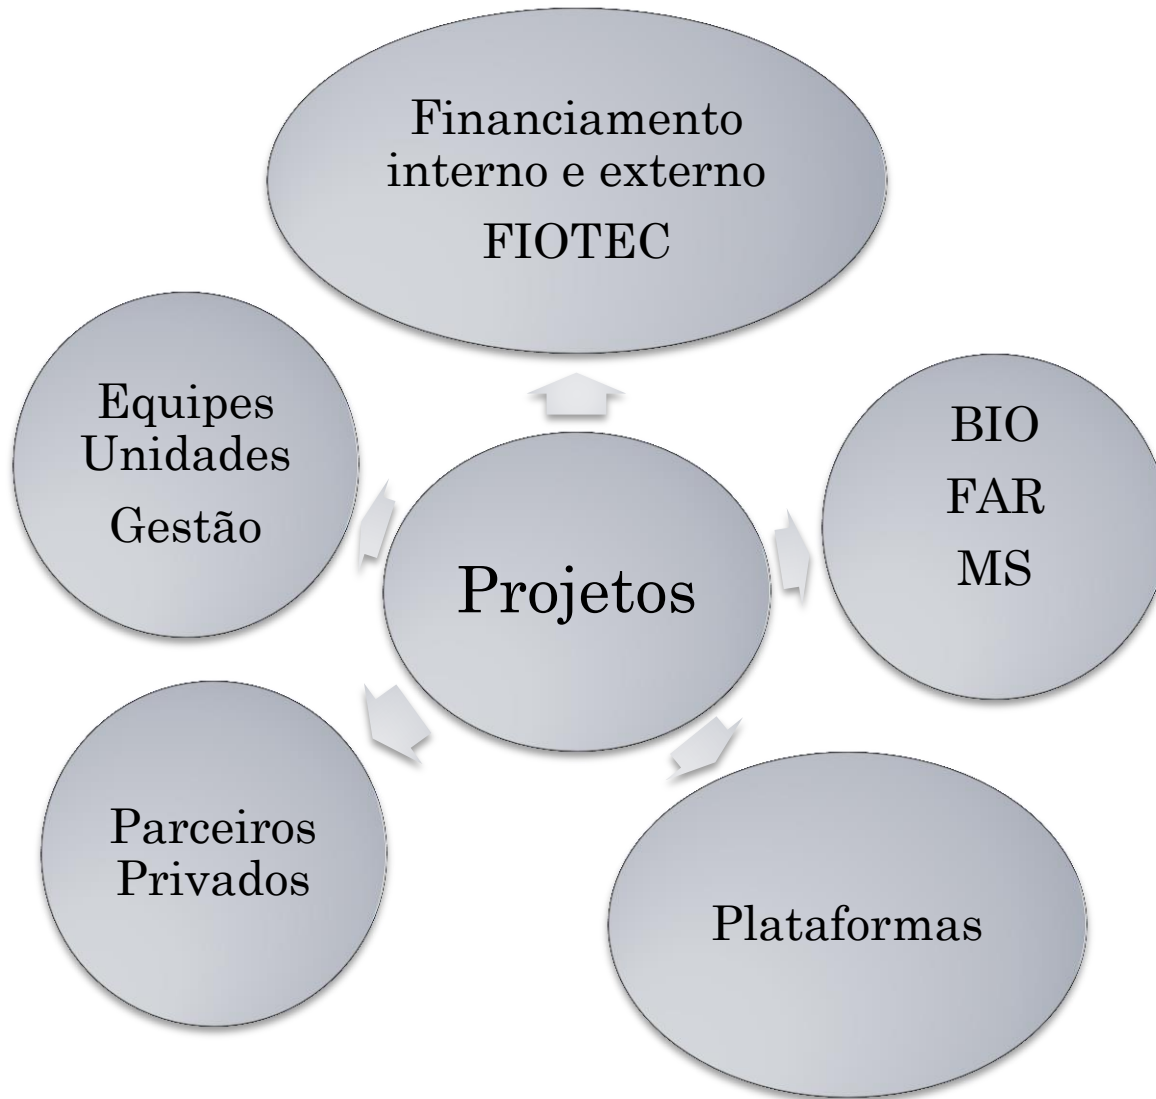 Financiamento
interno e externo
FIOTEC
Equipes
Unidades
Gestão
BIO
FAR
MS
Projetos
Parceiros
Privados
Plataformas